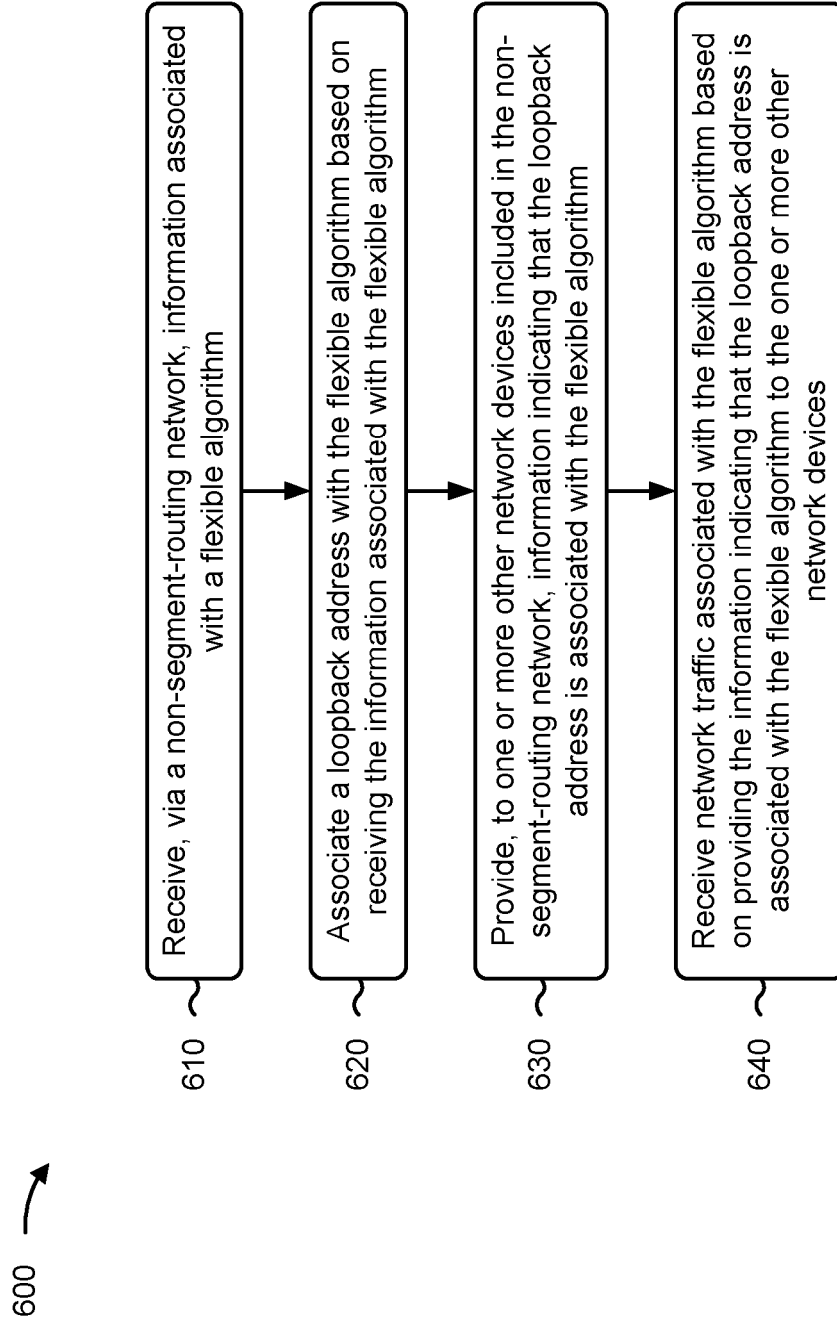 600
610
Receive, via a non-segment-routing network, information associated
with a flexible algorithm
620
Associate a loopback address with the flexible algorithm based on
receiving the information associated with the flexible algorithm
630
Provide, to one or more other network devices included in the non-
segment-routing network, information indicating that the loopback
address is associated with the flexible algorithm
640
Receive network traffic associated with the flexible algorithm based
on providing the information indicating that the loopback address is
associated with the flexible algorithm to the one or more other
network devices